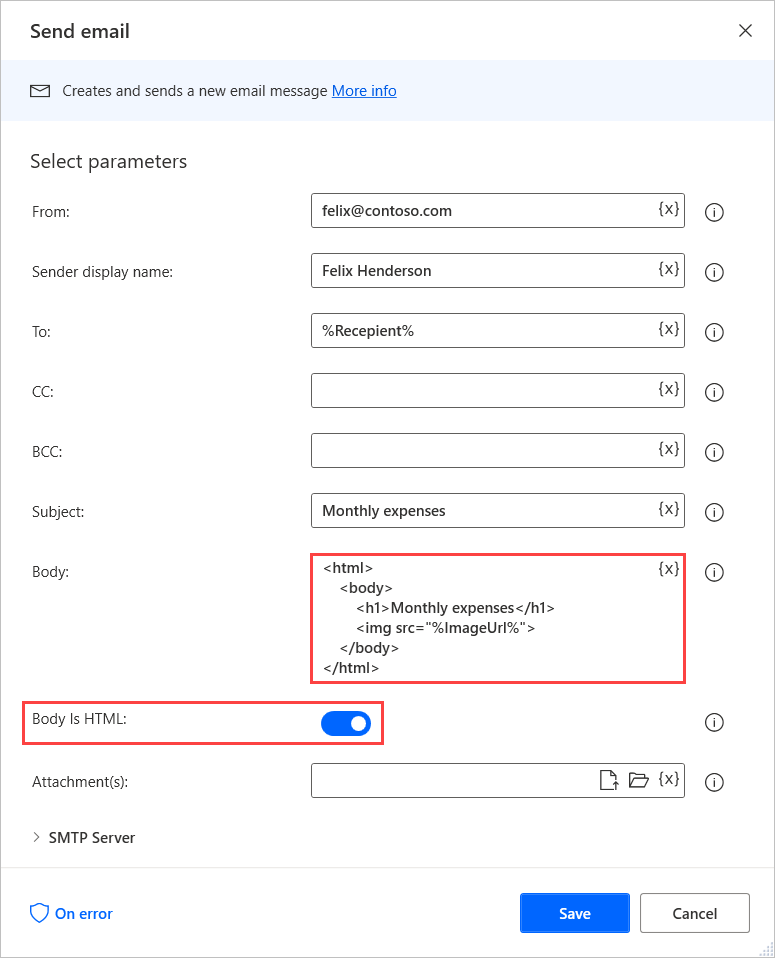 Send email
Creates and sends a new email message More info
Select parameters
From: felix@contoso.com {x}
Sender display name: Felix Henderson {x}
To: %Recepient% {x}
CC: {x}
BCC: {x}
Subject: Monthly expenses {x}
Body: <html> {x}
<body>
<h1>Monthly expenses</h1>
<img src="%ImageUrl%">
</body>
</html>
Body Is HTML:
Attachment(s): {x}
SMTP Server
On error Save Cancel